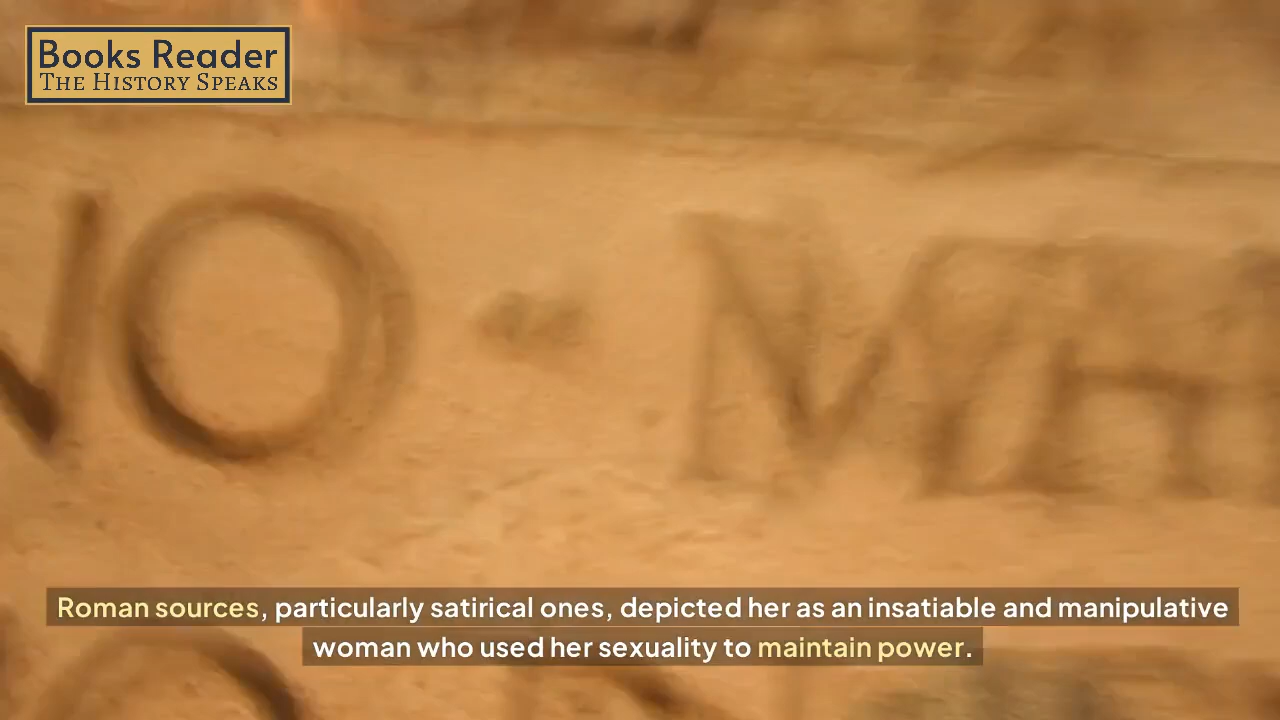 Books Reader
THE HISTORY SPEAKS
NO
Roman sources, particularly satirical ones, depicted her as an insatiable and manipulative
woman who used her sexuality to maintain power.